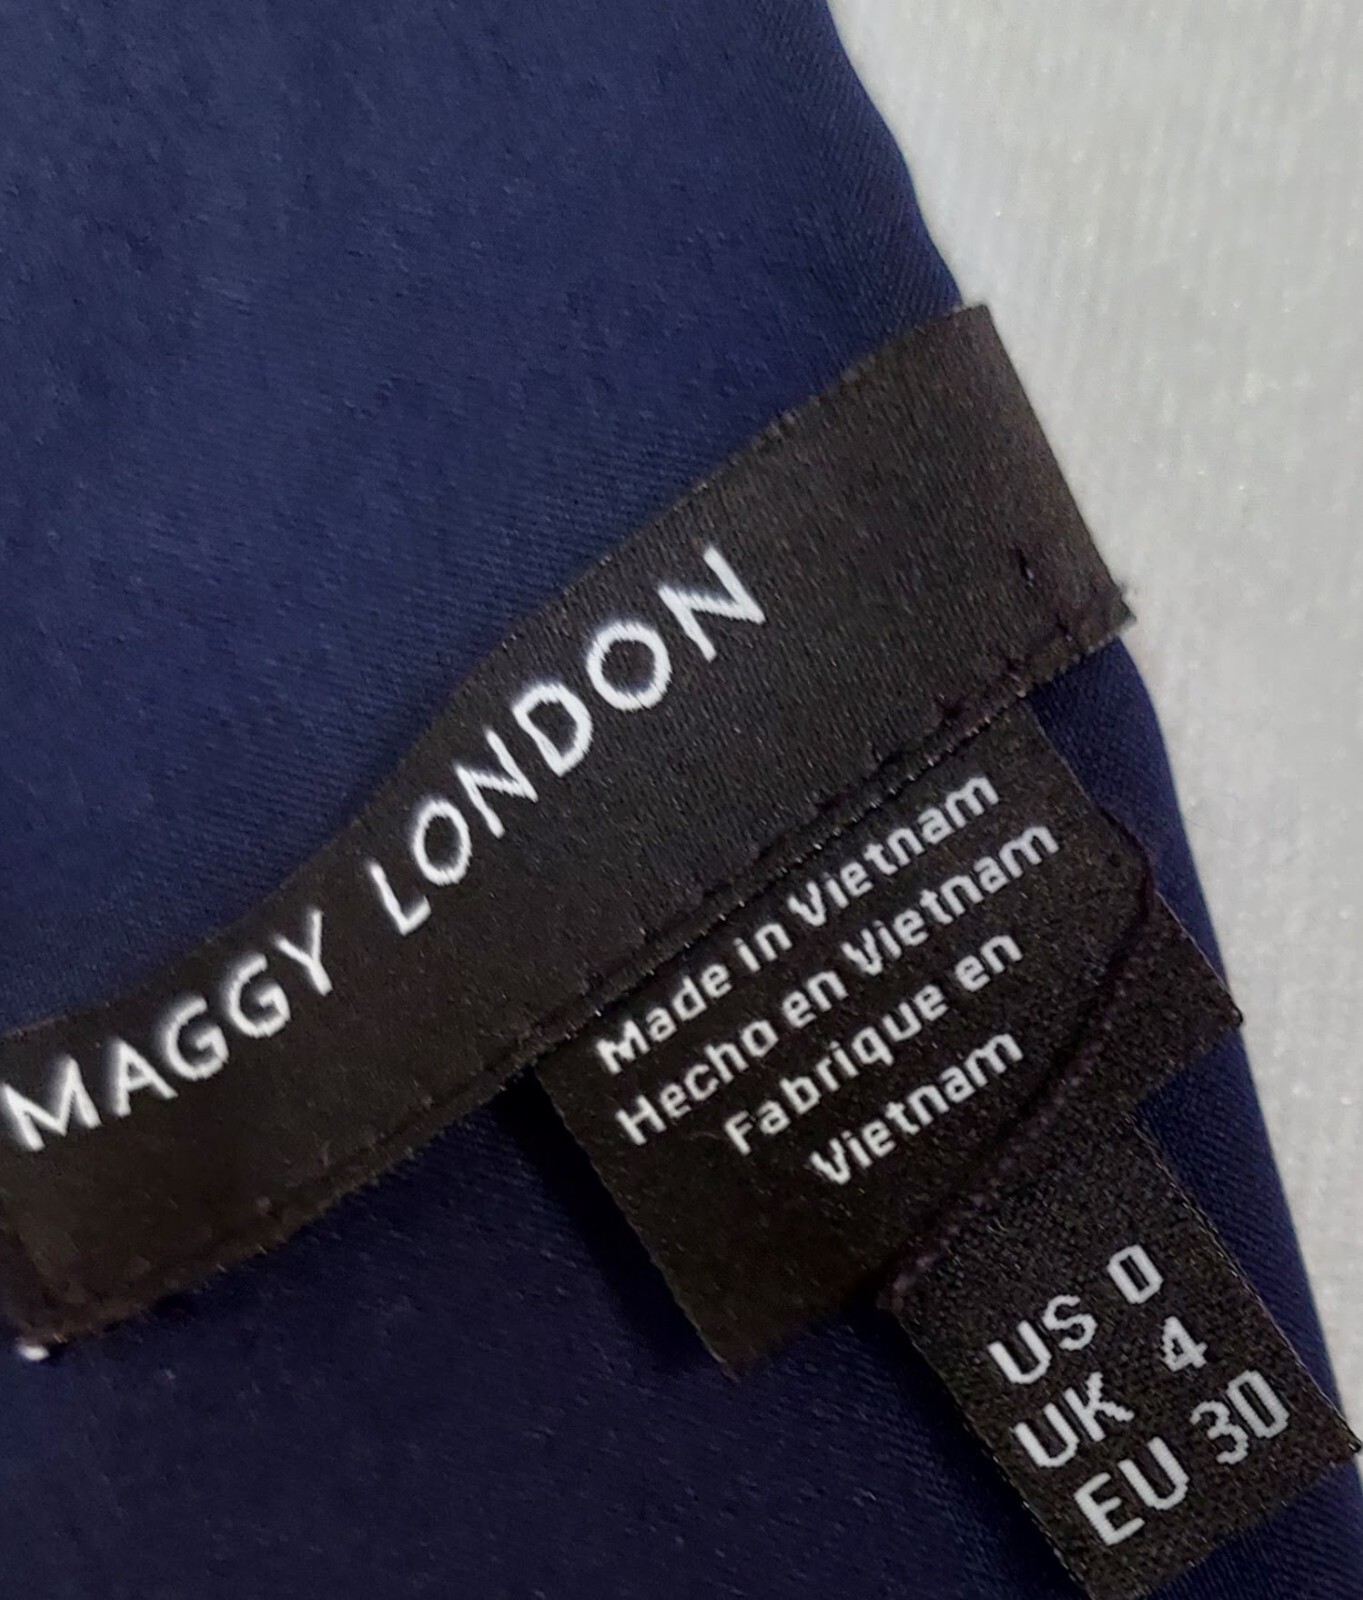 MAGGY LONDON
Made in Vietnam
Hecho en Vietnam
Fabrique en
Vietnam
US 0
UK 4
EU 30